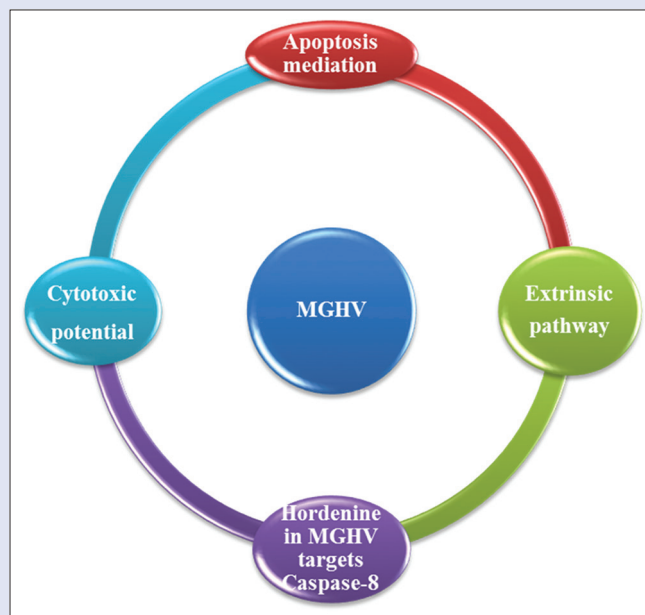 Apoptosis
mediation
Cytotoxic
potential
MGHV
Extrinsic
pathway
Hordenine
in MGHV
targets
Caspase-8